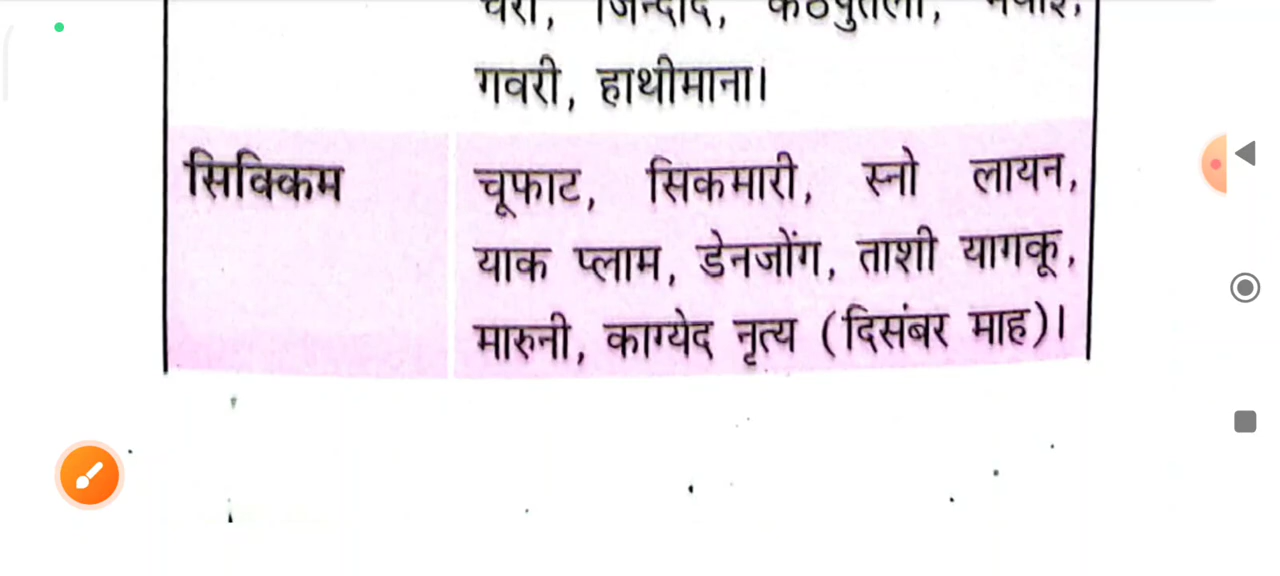 गवरी, हाथीमाना।
सिक्किम
चूफाट, सिकमारी, स्नो लायन,
याक प्लाम, डेनजोंग, ताशी यागकू,
मारुनी, काग्येद नृत्य (दिसंबर माह)।